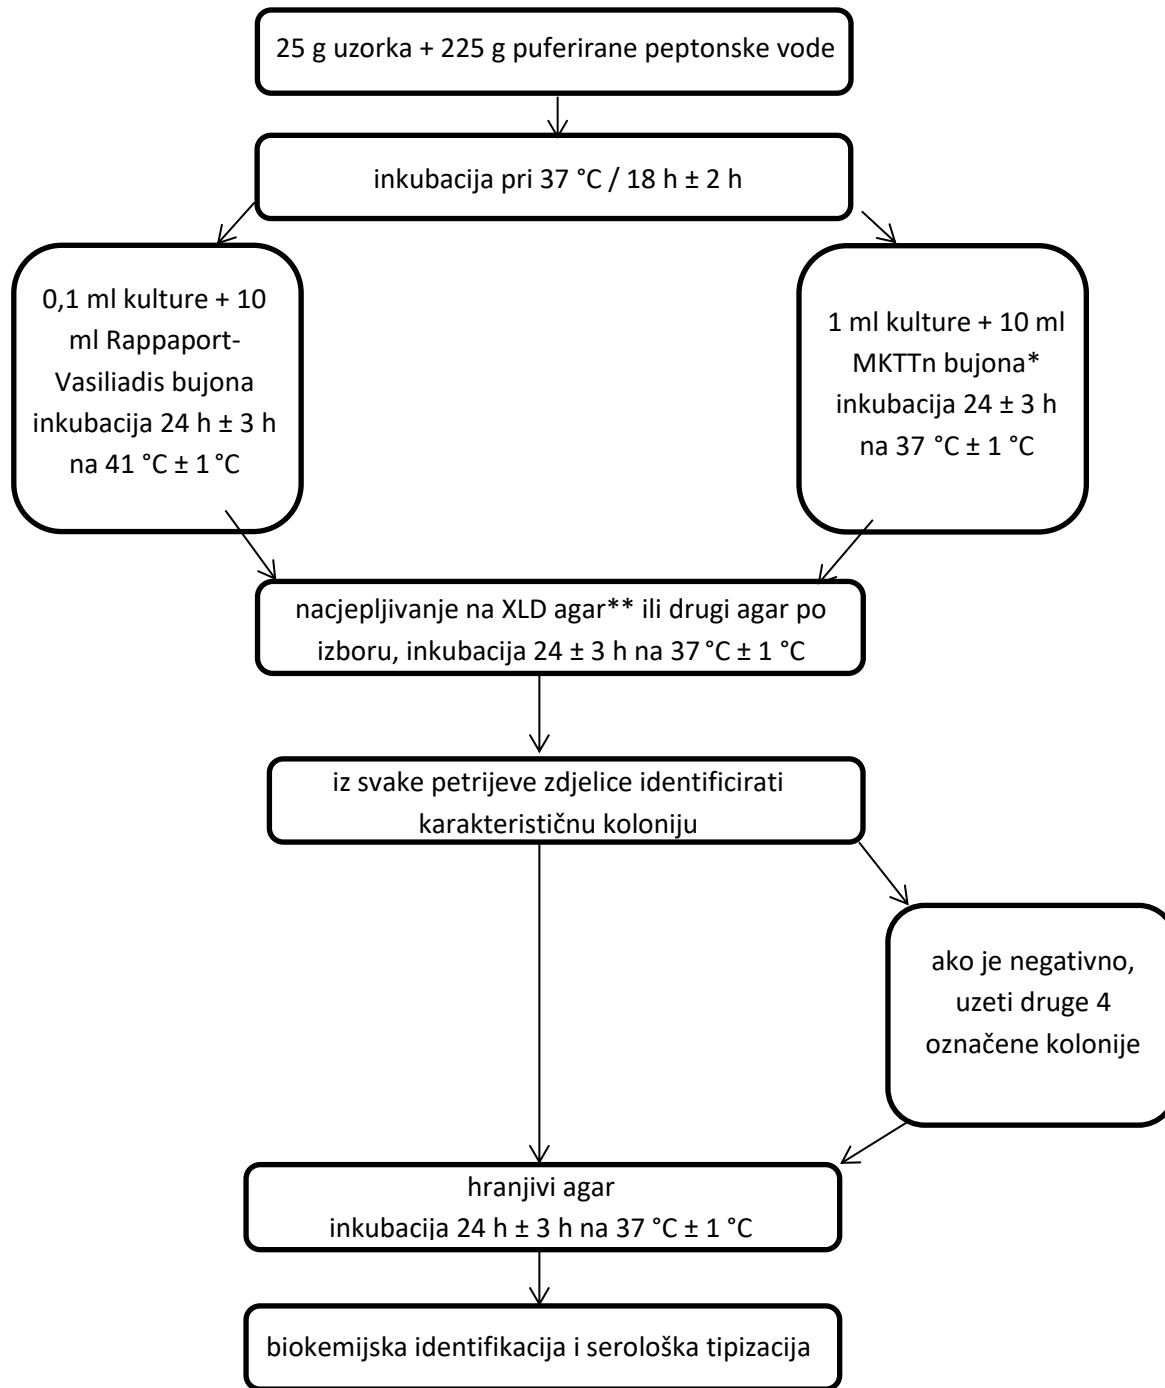 25 g uzorka + 225 g puferirane peptonske vode
inkubacija pri 37 °C / 18 h ± 2 h
0,1 ml kulture + 10
ml Rappaport-
Vasiliadis bujona
inkubacija 24 h ± 3 h
na 41 °C ± 1 °C
1 ml kulture + 10 ml
MKTTn bujona*
inkubacija 24 ± 3 h
na 37 °C ± 1 °C
nacjepljivanje na XLD agar** ili drugi agar po
izboru, inkubacija 24 ± 3 h na 37 °C ± 1 °C
iz svake petrijeve zdjelice identificirati
karakterističnu koloniju
ako je negativno,
uzeti druge 4
označene kolonije
hranjivi agar
inkubacija 24 h ± 3 h na 37 °C ± 1 °C
biokemijska identifikacija i serološka tipizacija